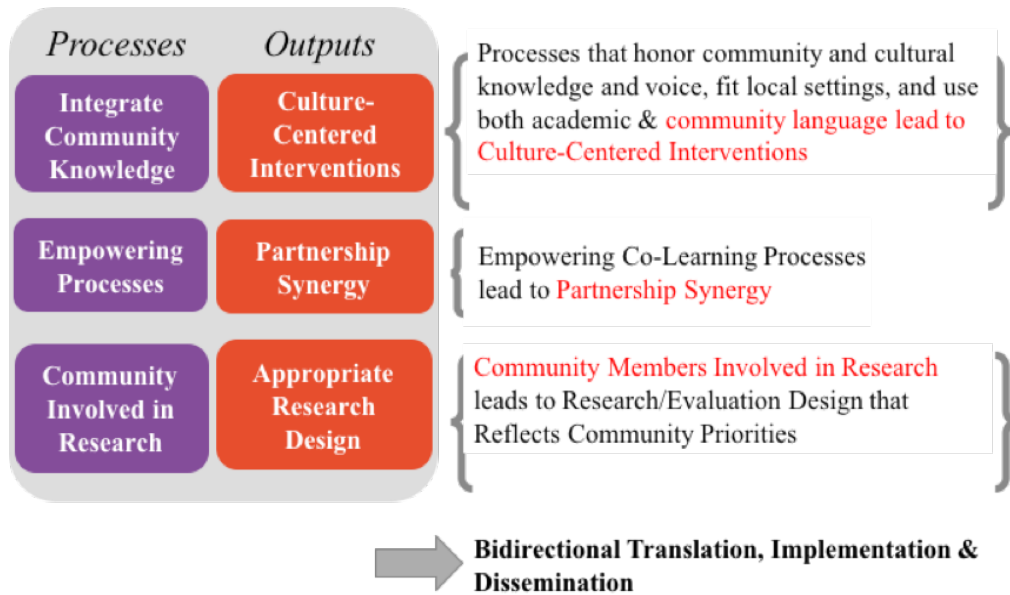 Processes
Outputs
Integrate
Community
Knowledge
Culture-
Centered
Interventions
Processes that honor community and cultural
knowledge and voice, fit local settings, and use
both academic & community language lead to
Culture-Centered Interventions
Empowering
Processes
Partnership
Synergy
Empowering Co-Learning Processes
lead to Partnership Synergy
Community
Involved in
Research
Appropriate
Research
Design
Community Members Involved in Research
leads to Research/Evaluation Design that
Reflects Community Priorities
Bidirectional Translation, Implementation &
Dissemination